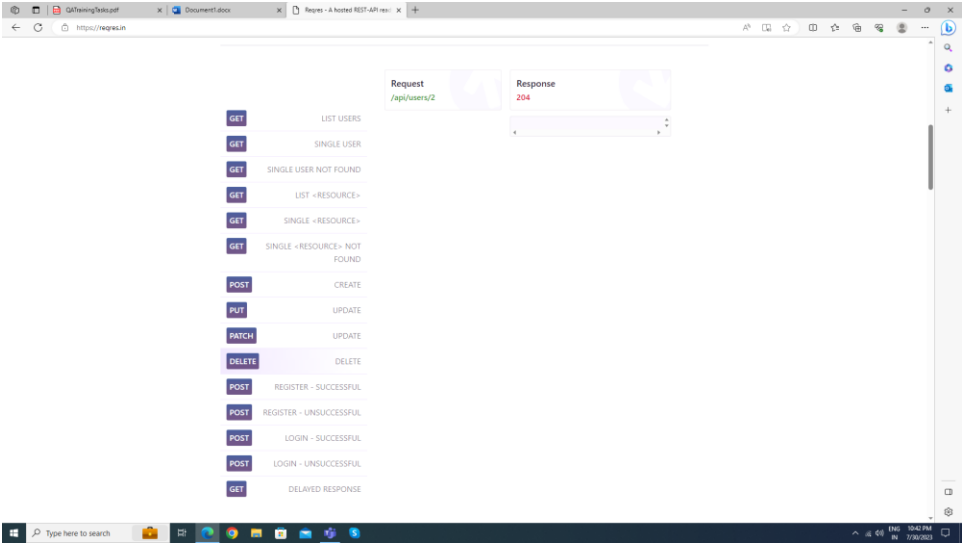 QATrainingTasks.pdf
Document1.docx
Reqres - A hosted REST-API resc
https://reqres.in
Request
/api/users/2
Response
204
GET LIST USERS
GET SINGLE USER
GET SINGLE USER NOT FOUND
GET LIST <RESOURCE>
GET SINGLE <RESOURCE>
GET SINGLE <RESOURCE> NOT
FOUND
POST CREATE
PUT UPDATE
PATCH UPDATE
DELETE DELETE
POST REGISTER - SUCCESSFUL
POST REGISTER - UNSUCCESSFUL
POST LOGIN - SUCCESSFUL
POST LOGIN - UNSUCCESSFUL
GET DELAYED RESPONSE
Type here to search
ENG 10:42 PM
IN 7/30/2023